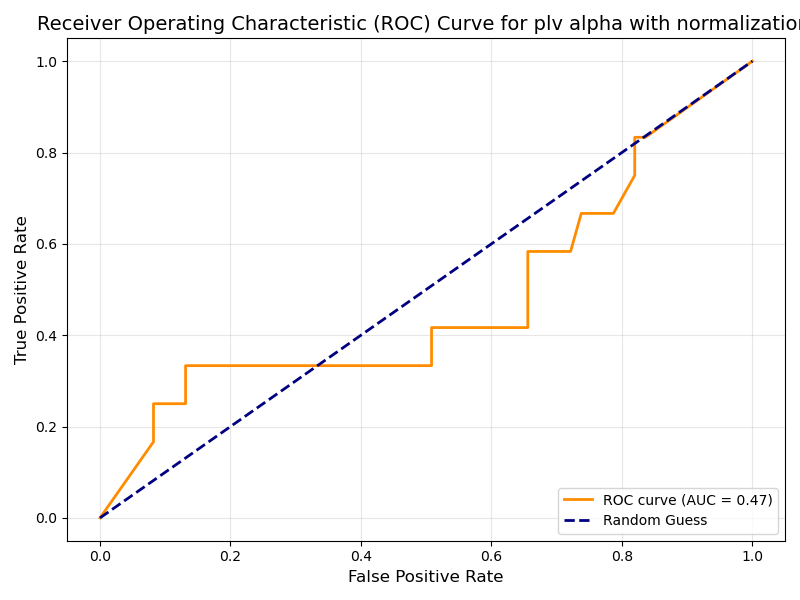 Receiver Operating Characteristic (ROC) Curve for plv alpha with normalization
1.0
0.8
0.6
0.4
0.2
0.0
True Positive Rate
0.0 0.2 0.4 0.6 0.8 1.0
False Positive Rate
ROC curve (AUC = 0.47)
Random Guess